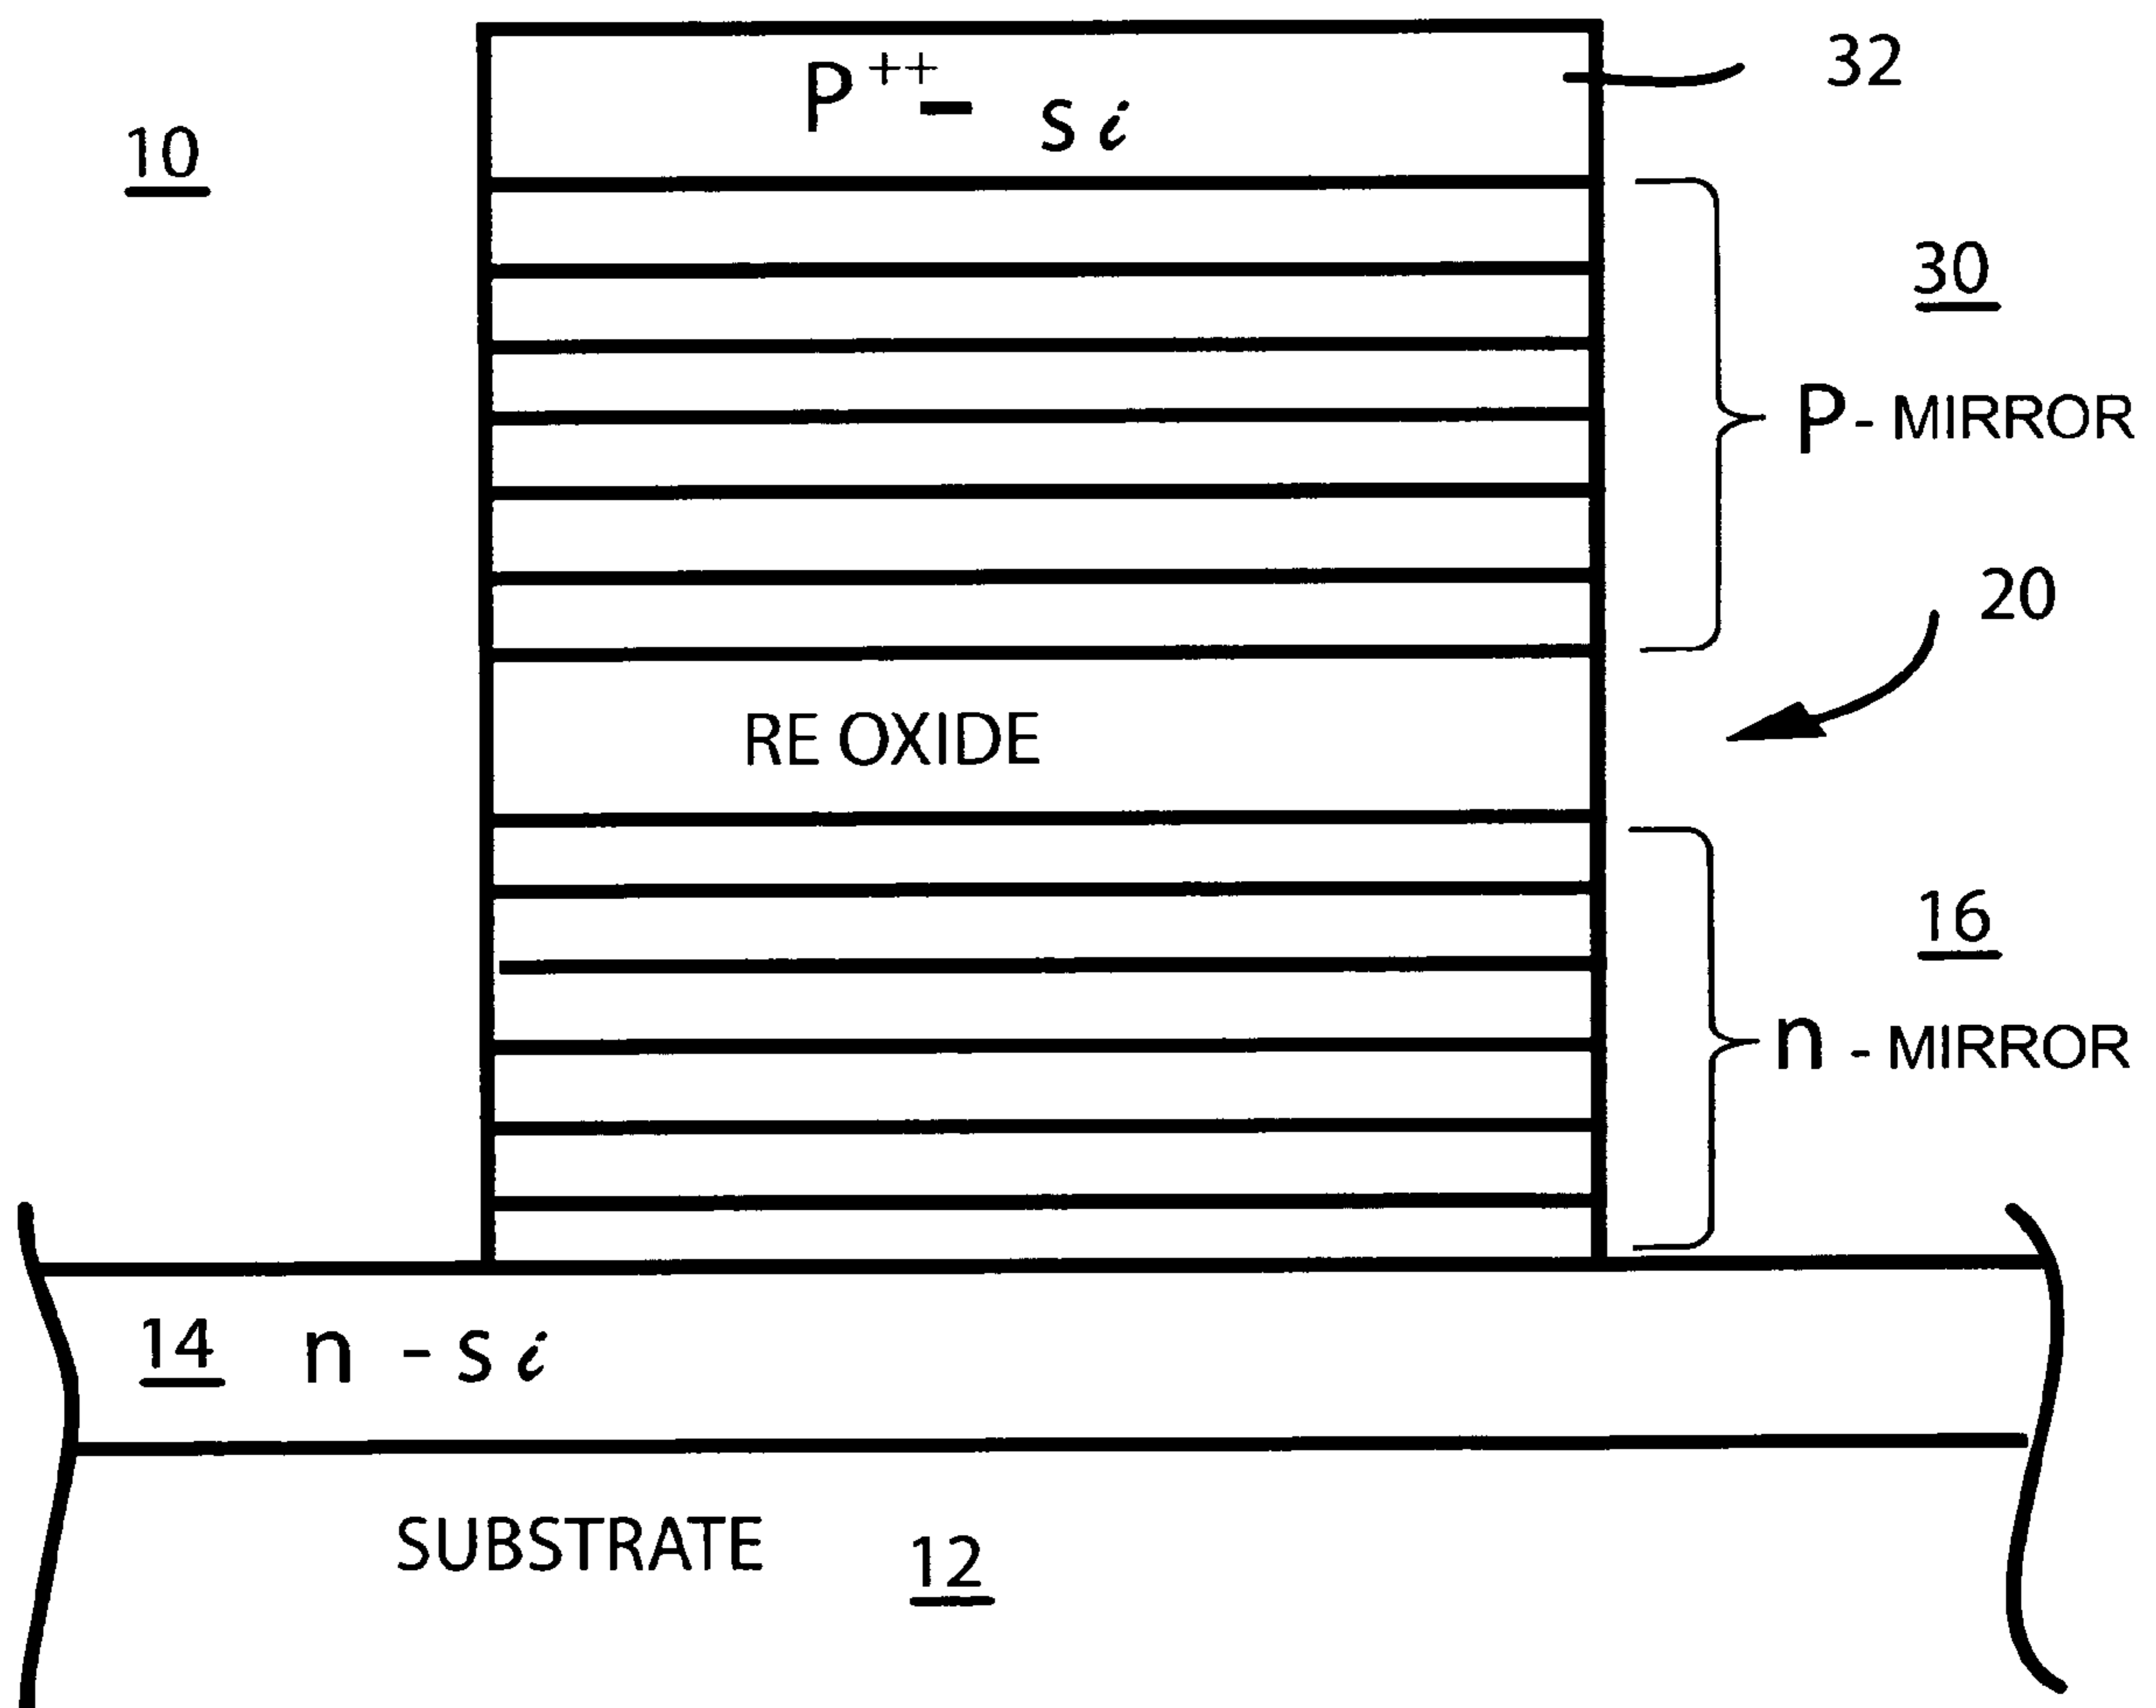 P++- si
32
10
30
P - MIRROR
20
RE OXIDE
16
n - MIRROR
14 n - si
SUBSTRATE 12